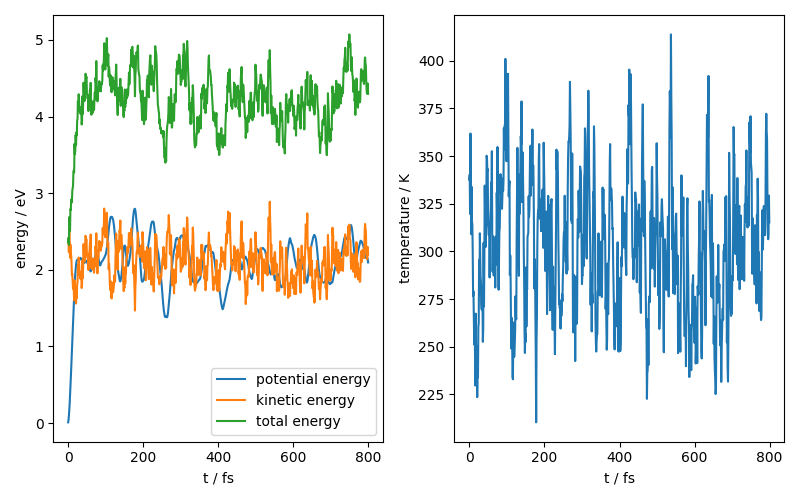 energy / eV
5
4
3
2
1
0
potential energy
kinetic energy
total energy
0 200 400 600 800
t / fs
temperature / K
400
375
350
325
300
275
250
225
0 200 400 600 800
t / fs